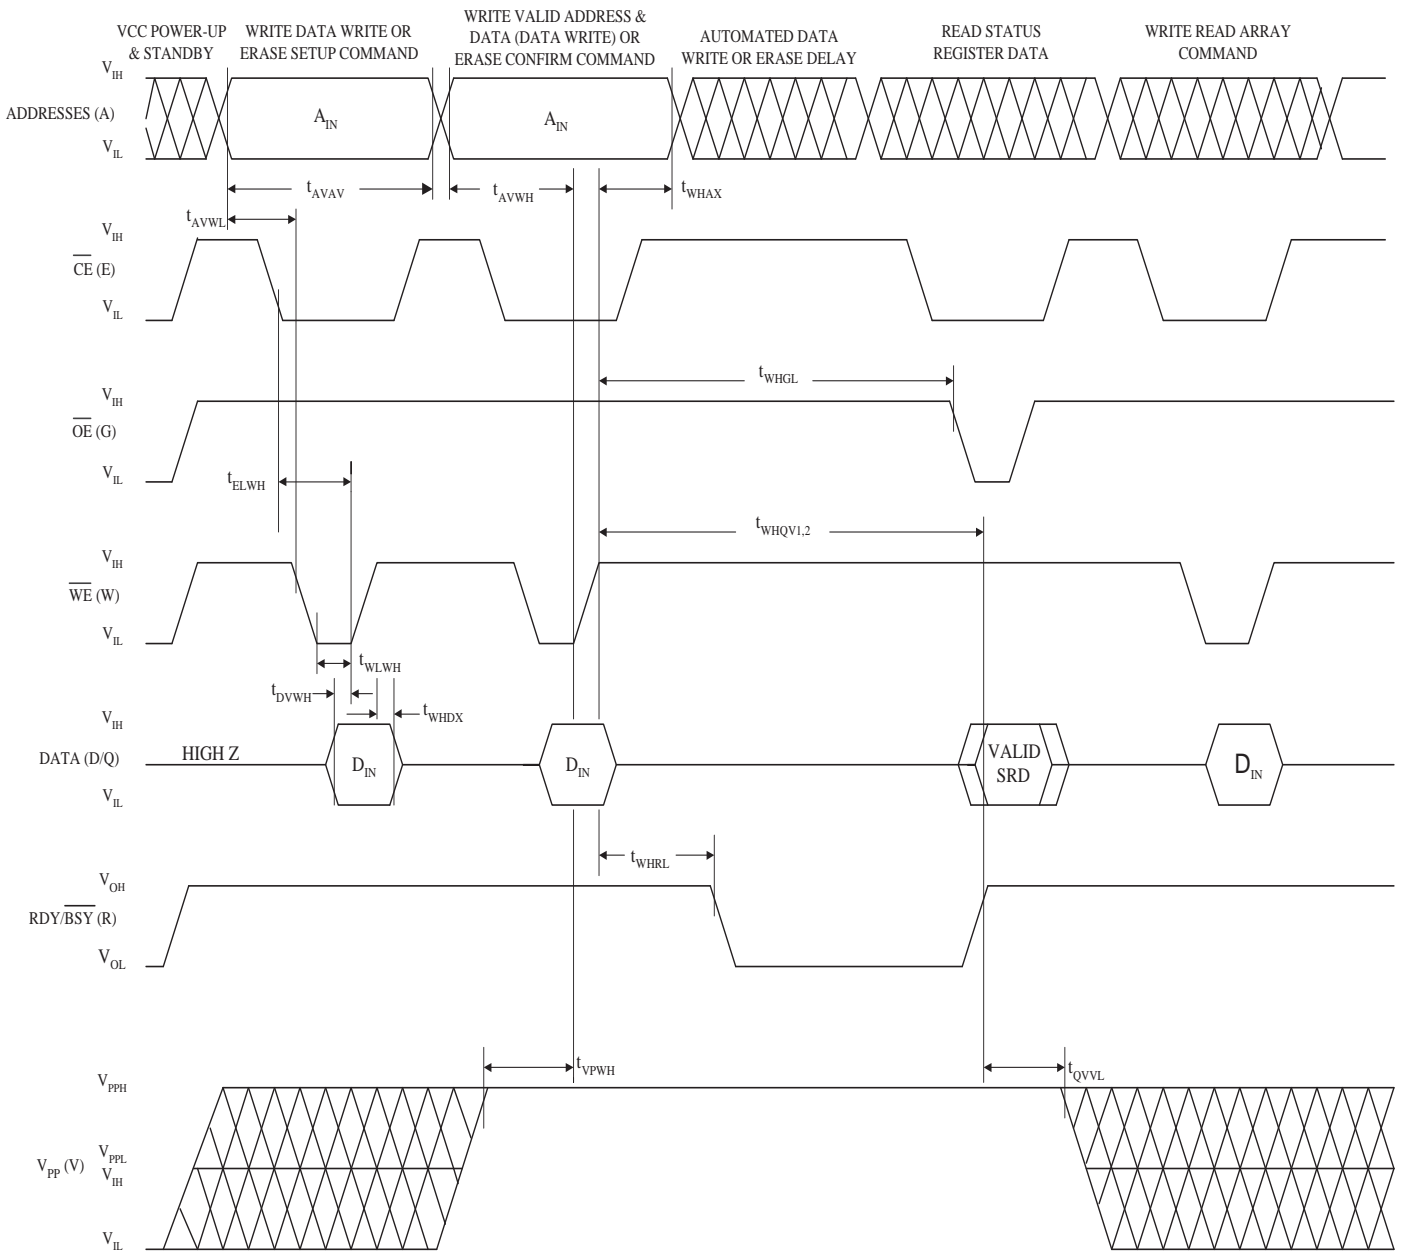 VCC POWER-UP
& STANDBY
WRITE DATA WRITE OR
ERASE SETUP COMMAND
WRITE VALID ADDRESS &
DATA (DATA WRITE) OR
ERASE CONFIRM COMMAND
AUTOMATED DATA
WRITE OR ERASE DELAY
READ STATUS
REGISTER DATA
WRITE READ ARRAY
COMMAND
VIH
ADDRESSES (A)
AIN
AIN
VIL
tAVAV
tAVWH
tWHAX
tAVWL
VIH
CE (E)
VIL
tWHGL
VIH
OE (G)
VIL
tELWH
tWHQV1,2
VIH
WE (W)
VIL
tWLWH
tDVWH
tWHDX
VIH
DATA (D/Q)
HIGH Z
DIN
DIN
VALID
SRD
DIN
VIL
tWHRL
VOH
RDY/BSY (R)
VOL
tVPWH
tQVVL
VPPH
VPP (V)
VPPL
VIH
VIL